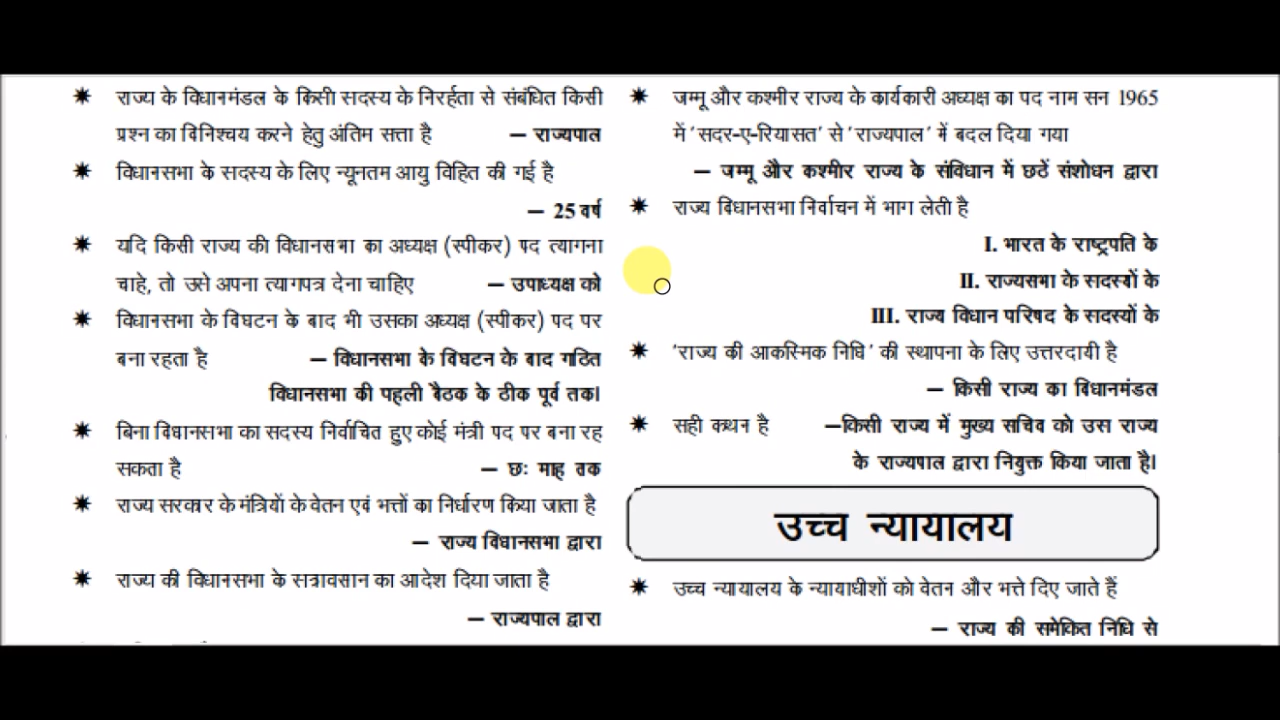 ✷ राज्य के विधानमंडल के किसी सदस्य के निरर्हता से संबंधित किसी
प्रश्न का विनिश्चय करने हेतु अंतिम सत्ता है — राज्यपाल
✷ विधानसभा के सदस्य के लिए न्यूनतम आयु विहित की गई है
— 25 वर्ष
✷ यदि किसी राज्य की विधानसभा का अध्यक्ष (स्पीकर) पद त्यागना
चाहे, तो उसे अपना त्यागपत्र देना चाहिए — उपाध्यक्ष को
✷ विधानसभा के विघटन के बाद भी उसका अध्यक्ष (स्पीकर) पद पर
बना रहता है — विधानसभा के विघटन के बाद गठित
विधानसभा की पहली बैठक के ठीक पूर्व तक।
✷ बिना विधानसभा का सदस्य निर्वाचित हुए कोई मंत्री पद पर बना रह
सकता है — छः माह तक
✷ राज्य सरकार के मंत्रियों के वेतन एवं भत्तों का निर्धारण किया जाता है
— राज्य विधानसभा द्वारा
✷ राज्य की विधानसभा के सत्रावसान का आदेश दिया जाता है
— राज्यपाल द्वारा
✷ जम्मू और कश्मीर राज्य के कार्यकारी अध्यक्ष का पद नाम सन 1965
में 'सदर-ए-रियासत' से 'राज्यपाल' में बदल दिया गया
— जम्मू और कश्मीर राज्य के संविधान में छठें संशोधन द्वारा
✷ राज्य विधानसभा निर्वाचन में भाग लेती है
I. भारत के राष्ट्रपति के
II. राज्यसभा के सदस्यों के
III. राज्य विधान परिषद के सदस्यों के
✷ 'राज्य की आकस्मिक निधि' की स्थापना के लिए उत्तरदायी है
— किसी राज्य का विधानमंडल
✷ सही कथन है —किसी राज्य में मुख्य सचिव को उस राज्य
के राज्यपाल द्वारा नियुक्त किया जाता है।
उच्च न्यायालय
✷ उच्च न्यायालय के न्यायाधीशों को वेतन और भत्ते दिए जाते हैं
— राज्य की समेकित निधि से